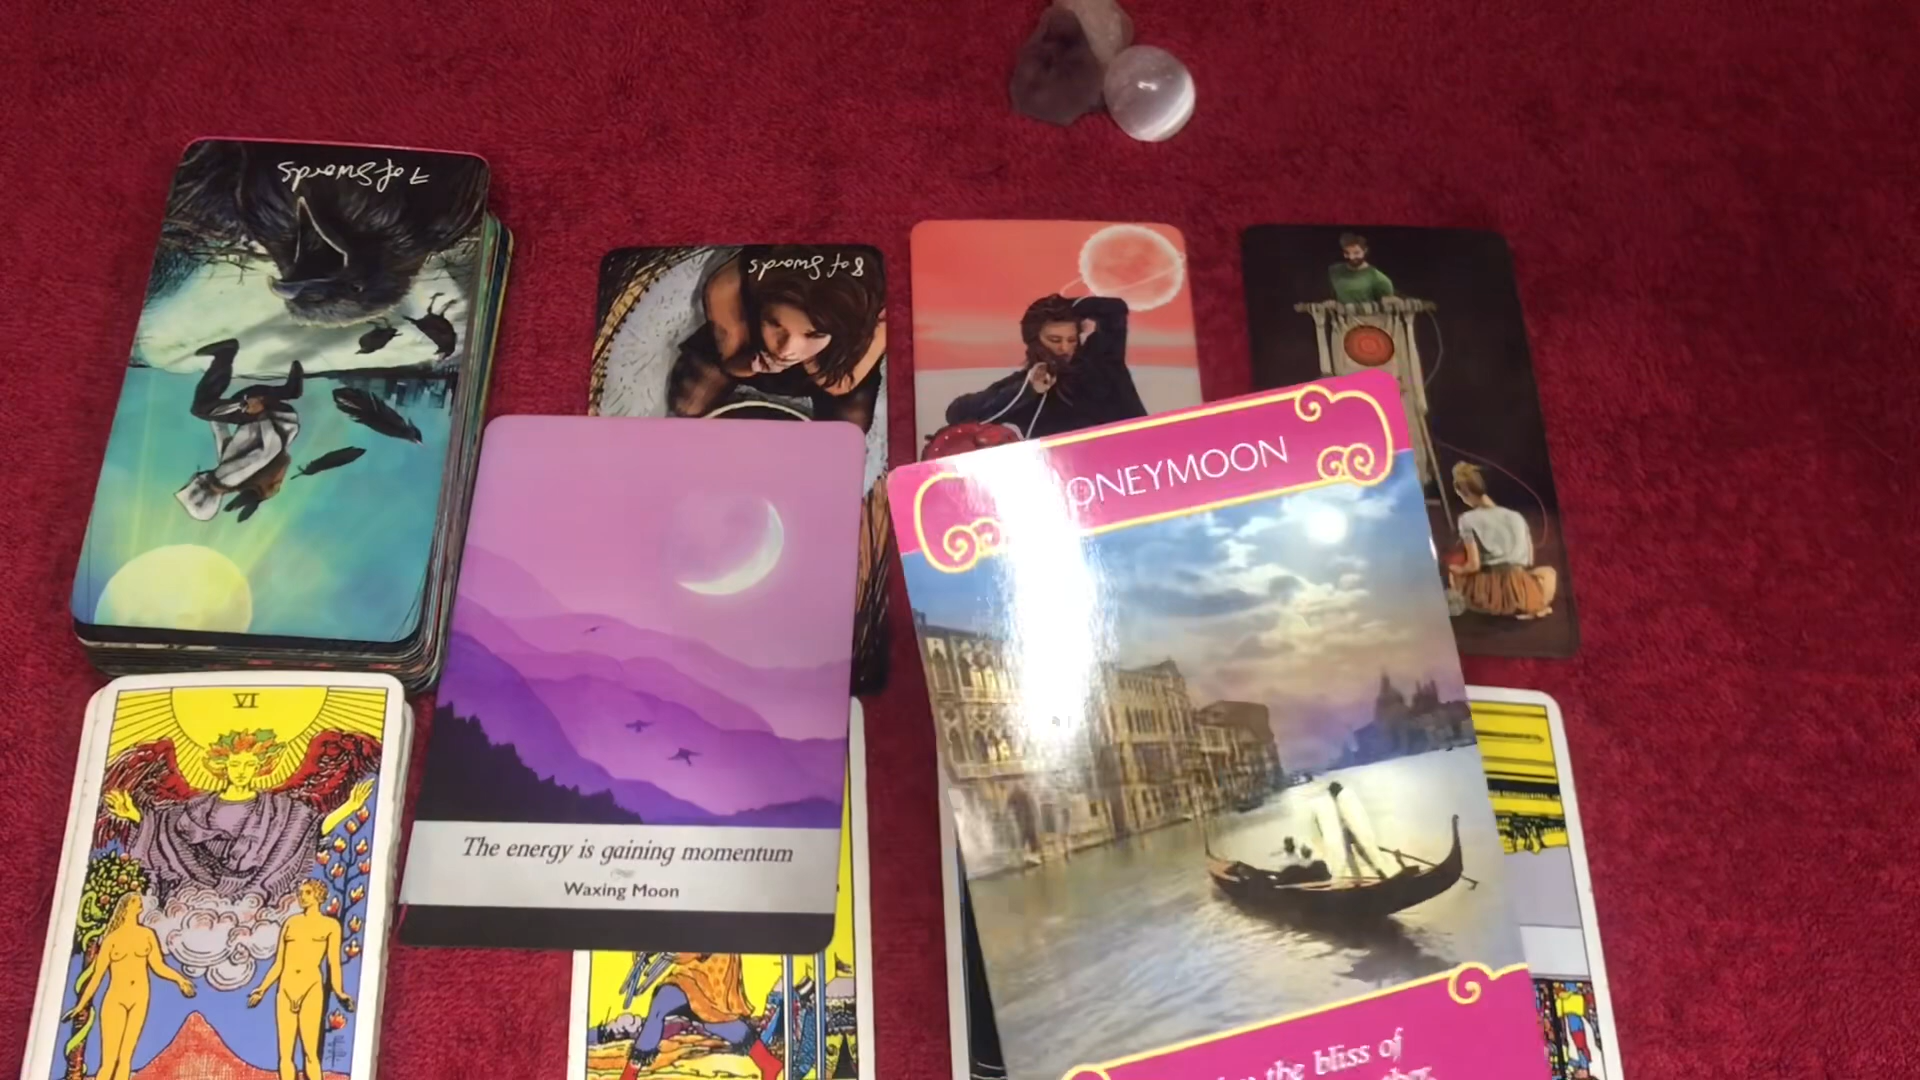 7 of Swords
8 of Swords
ONEYMOON
VI
The energy is gaining momentum
Waxing Moon
the bliss of